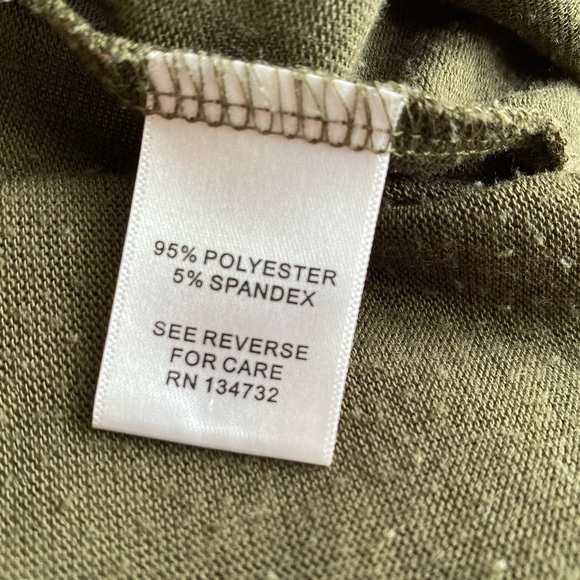 95% POLYESTER
5% SPANDEX
SEE REVERSE
FOR CARE
RN 134732